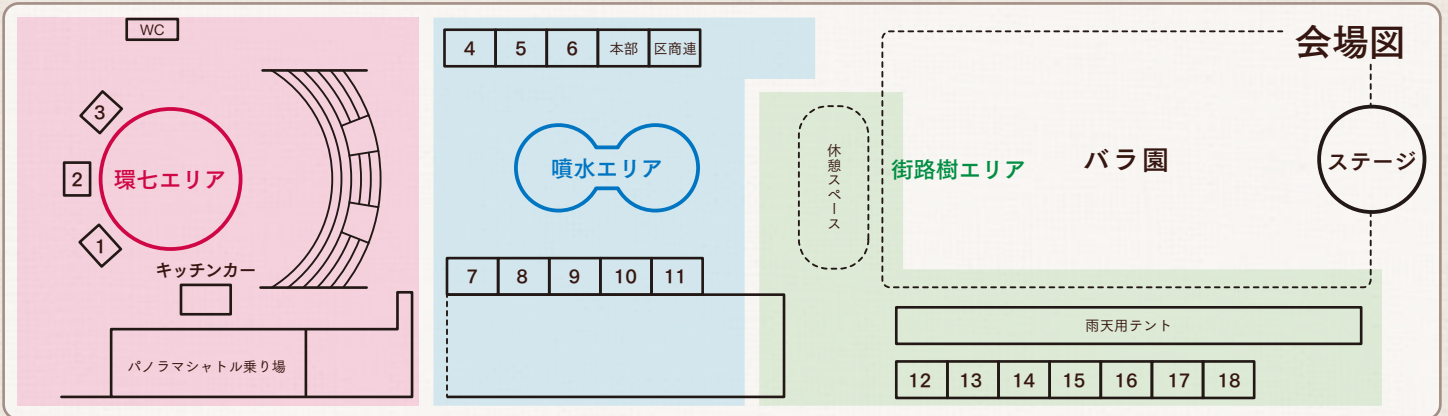 会場図
WC
3
2
1
環七エリア
キッチンカー
パノラマシャトル乗り場
4 5 6 本部 区商連
噴水エリア
7 8 9 10 11
休憩スペース
街路樹エリア
バラ園
ステージ
雨天用テント
12 13 14 15 16 17 18